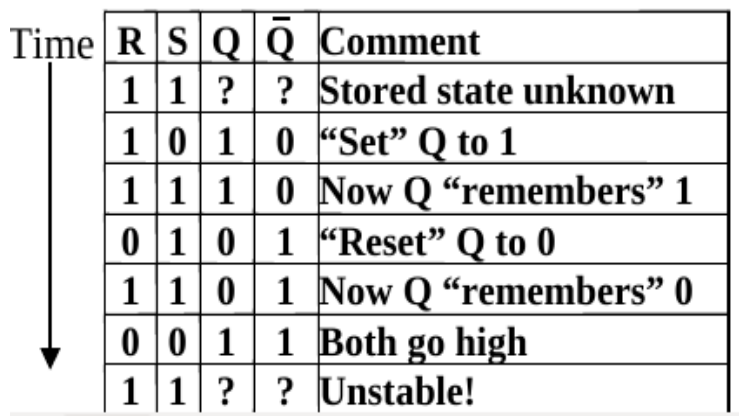 Time R S Q Q̄ Comment
1 1 ? ? Stored state unknown
1 0 1 0 “Set” Q to 1
1 1 1 0 Now Q “remembers” 1
0 1 0 1 “Reset” Q to 0
1 1 0 1 Now Q “remembers” 0
0 0 1 1 Both go high
1 1 ? ? Unstable!